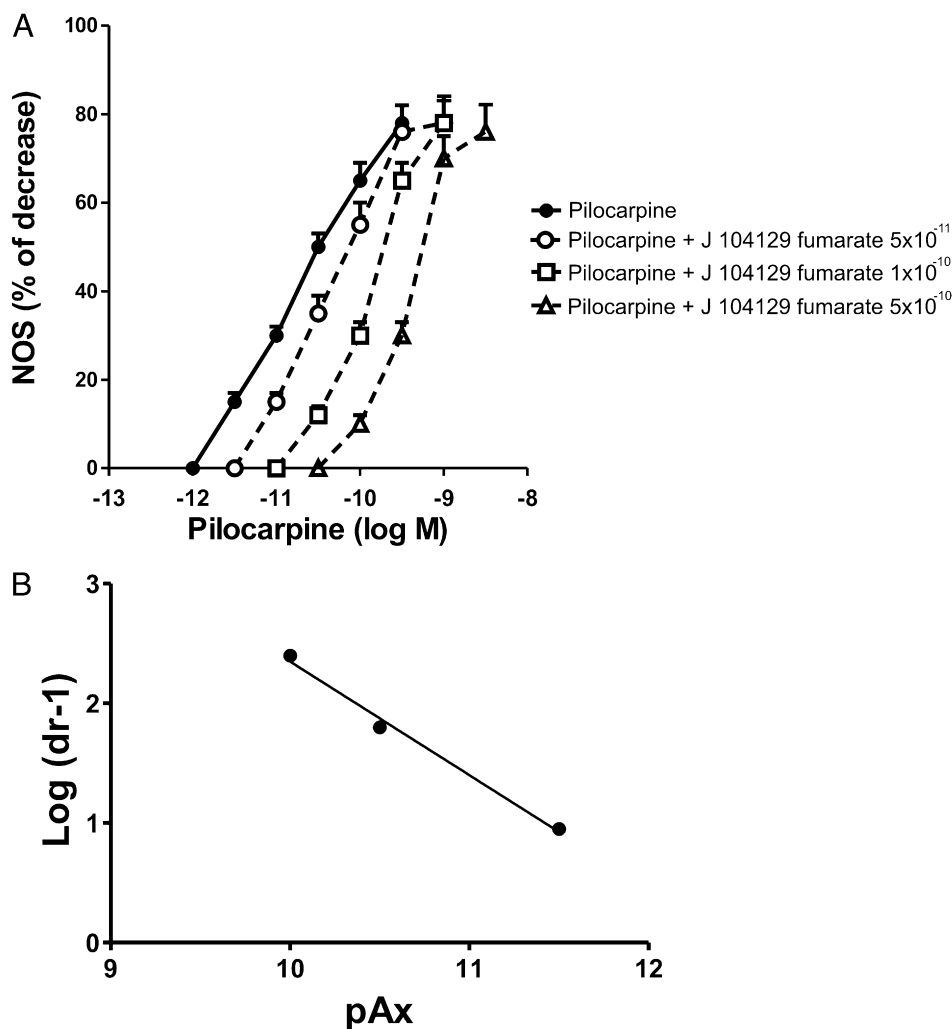 A
NOS (% of decrease)
100
80
60
40
20
0
-13 -12 -11 -10 -9 -8
Pilocarpine (log M)
Pilocarpine
Pilocarpine + J 104129 fumarate 5x10⁻¹¹
Pilocarpine + J 104129 fumarate 1x10⁻¹⁰
Pilocarpine + J 104129 fumarate 5x10⁻¹⁰
B
Log (dr-1)
3
2
1
0
9 10 11 12
pAx